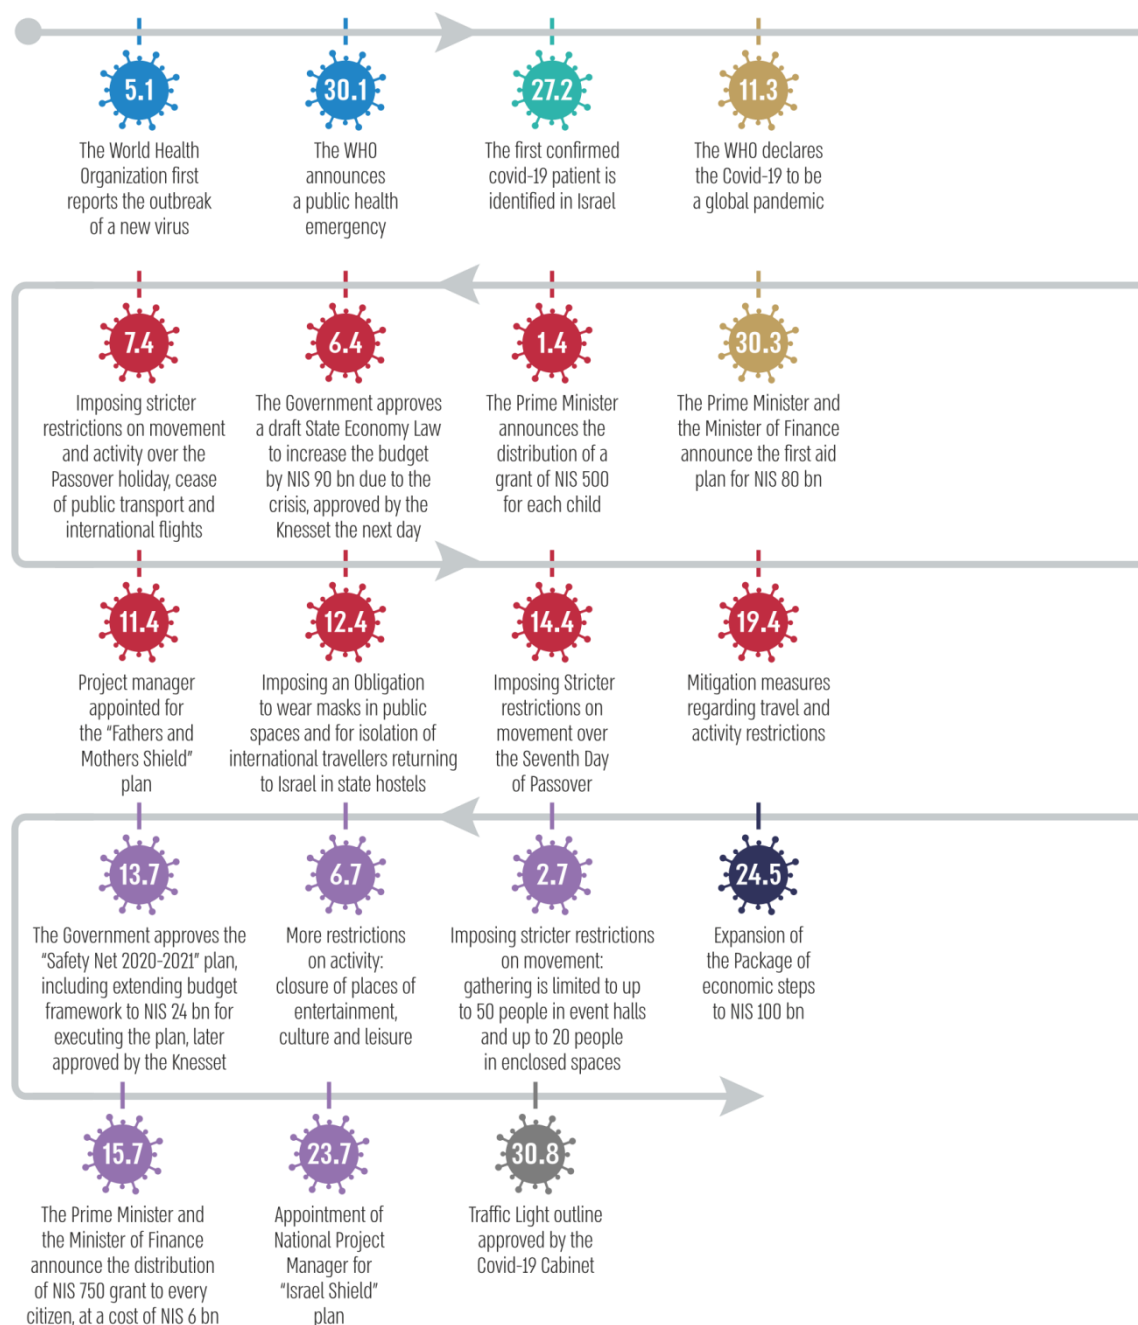 5.1
The World Health
Organization first
reports the outbreak
of a new virus
30.1
The WHO
announces
a public health
emergency
27.2
The first confirmed
covid-19 patient is
identified in Israel
11.3
The WHO declares
the Covid-19 to be
a global pandemic
7.4
Imposing stricter
restrictions on movement
and activity over the
Passover holiday, cease
of public transport and
international flights
6.4
The Government approves
a draft State Economy Law
to increase the budget
by NIS 90 bn due to the
crisis, approved by the
Knesset the next day
1.4
The Prime Minister
announces the
distribution of a
grant of NIS 500
for each child
30.3
The Prime Minister and
the Minister of Finance
announce the first aid
plan for NIS 80 bn
11.4
Project manager
appointed for
the "Fathers and
Mothers Shield"
plan
12.4
Imposing an Obligation
to wear masks in public
spaces and for isolation of
international travellers returning
to Israel in state hostels
14.4
Imposing Stricter
restrictions on
movement over
the Seventh Day
of Passover
19.4
Mitigation measures
regarding travel and
activity restrictions
13.7
The Government approves the
"Safety Net 2020-2021" plan,
including extending budget
framework to NIS 24 bn for
executing the plan, later
approved by the Knesset
6.7
More restrictions
on activity:
closure of places of
entertainment,
culture and leisure
2.7
Imposing stricter restrictions
on movement:
gathering is limited to up
to 50 people in event halls
and up to 20 people
in enclosed spaces
24.5
Expansion of
the Package of
economic steps
to NIS 100 bn
15.7
The Prime Minister and
the Minister of Finance
announce the distribution
of NIS 750 grant to every
citizen, at a cost of NIS 6 bn
23.7
Appointment of
National Project
Manager for
"Israel Shield"
plan
30.8
Traffic Light outline
approved by the
Covid-19 Cabinet